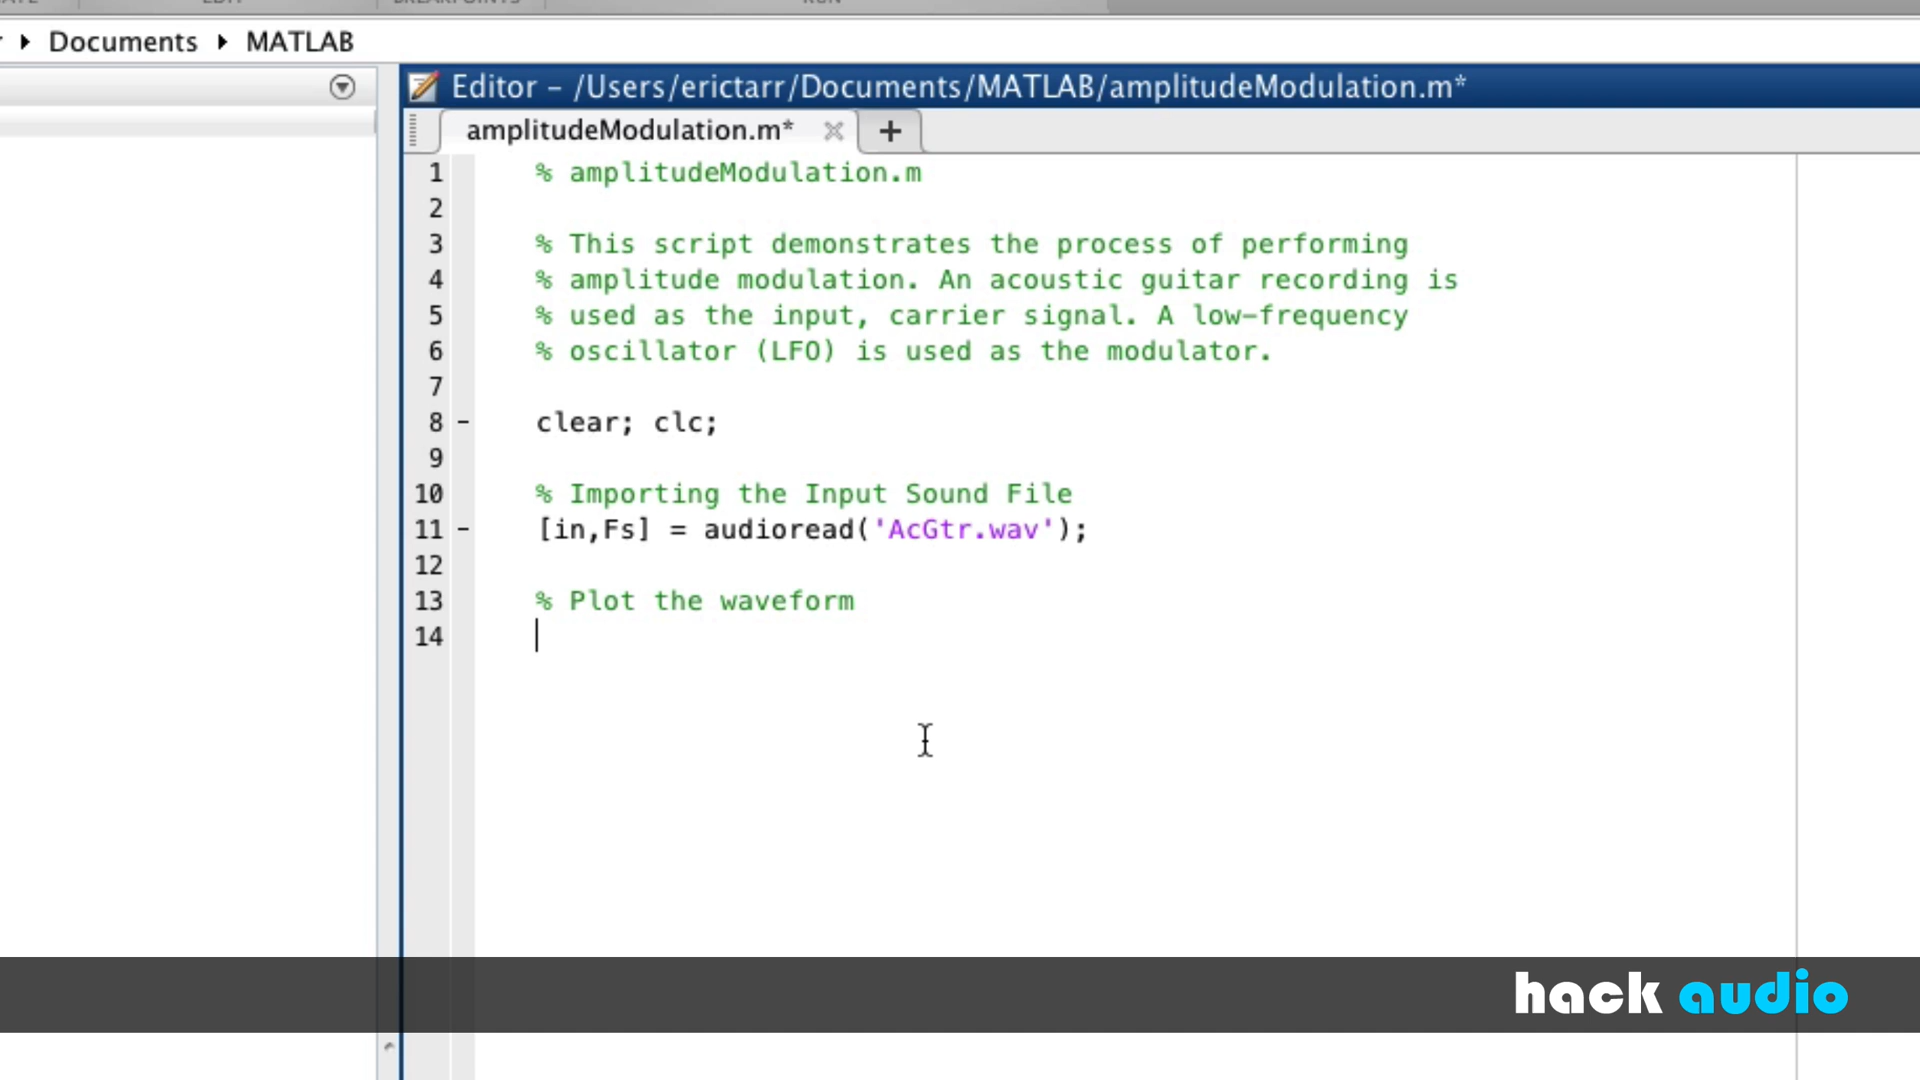 EDIT
BREAKPOINTS
RUN
Documents
MATLAB
Editor – /Users/erictarr/Documents/MATLAB/amplitudeModulation.m*
amplitudeModulation.m*
1 % amplitudeModulation.m
2
3 % This script demonstrates the process of performing
4 % amplitude modulation. An acoustic guitar recording is
5 % used as the input, carrier signal. A low-frequency
6 % oscillator (LFO) is used as the modulator.
7
8 – clear; clc;
9
10 % Importing the Input Sound File
11 – [in,Fs] = audioread('AcGtr.wav');
12
13 % Plot the waveform
14
hack audio